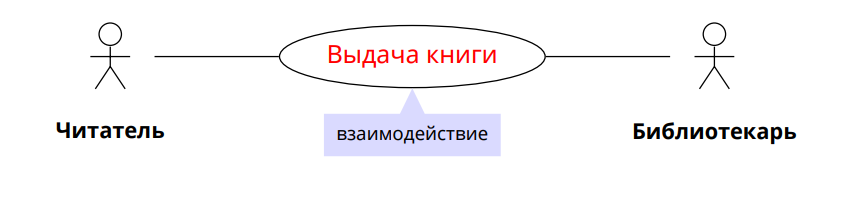 Выдача книги
Читатель
взаимодействие
Библиотекарь